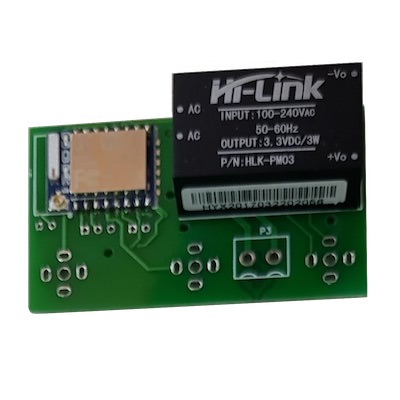 Hi-Link
-Vo
AC
INPUT:100-240VAC
AC
50-60Hz
OUTPUT:3.3VDC/3W
+Vo
P/N:HLK-PM03
P3